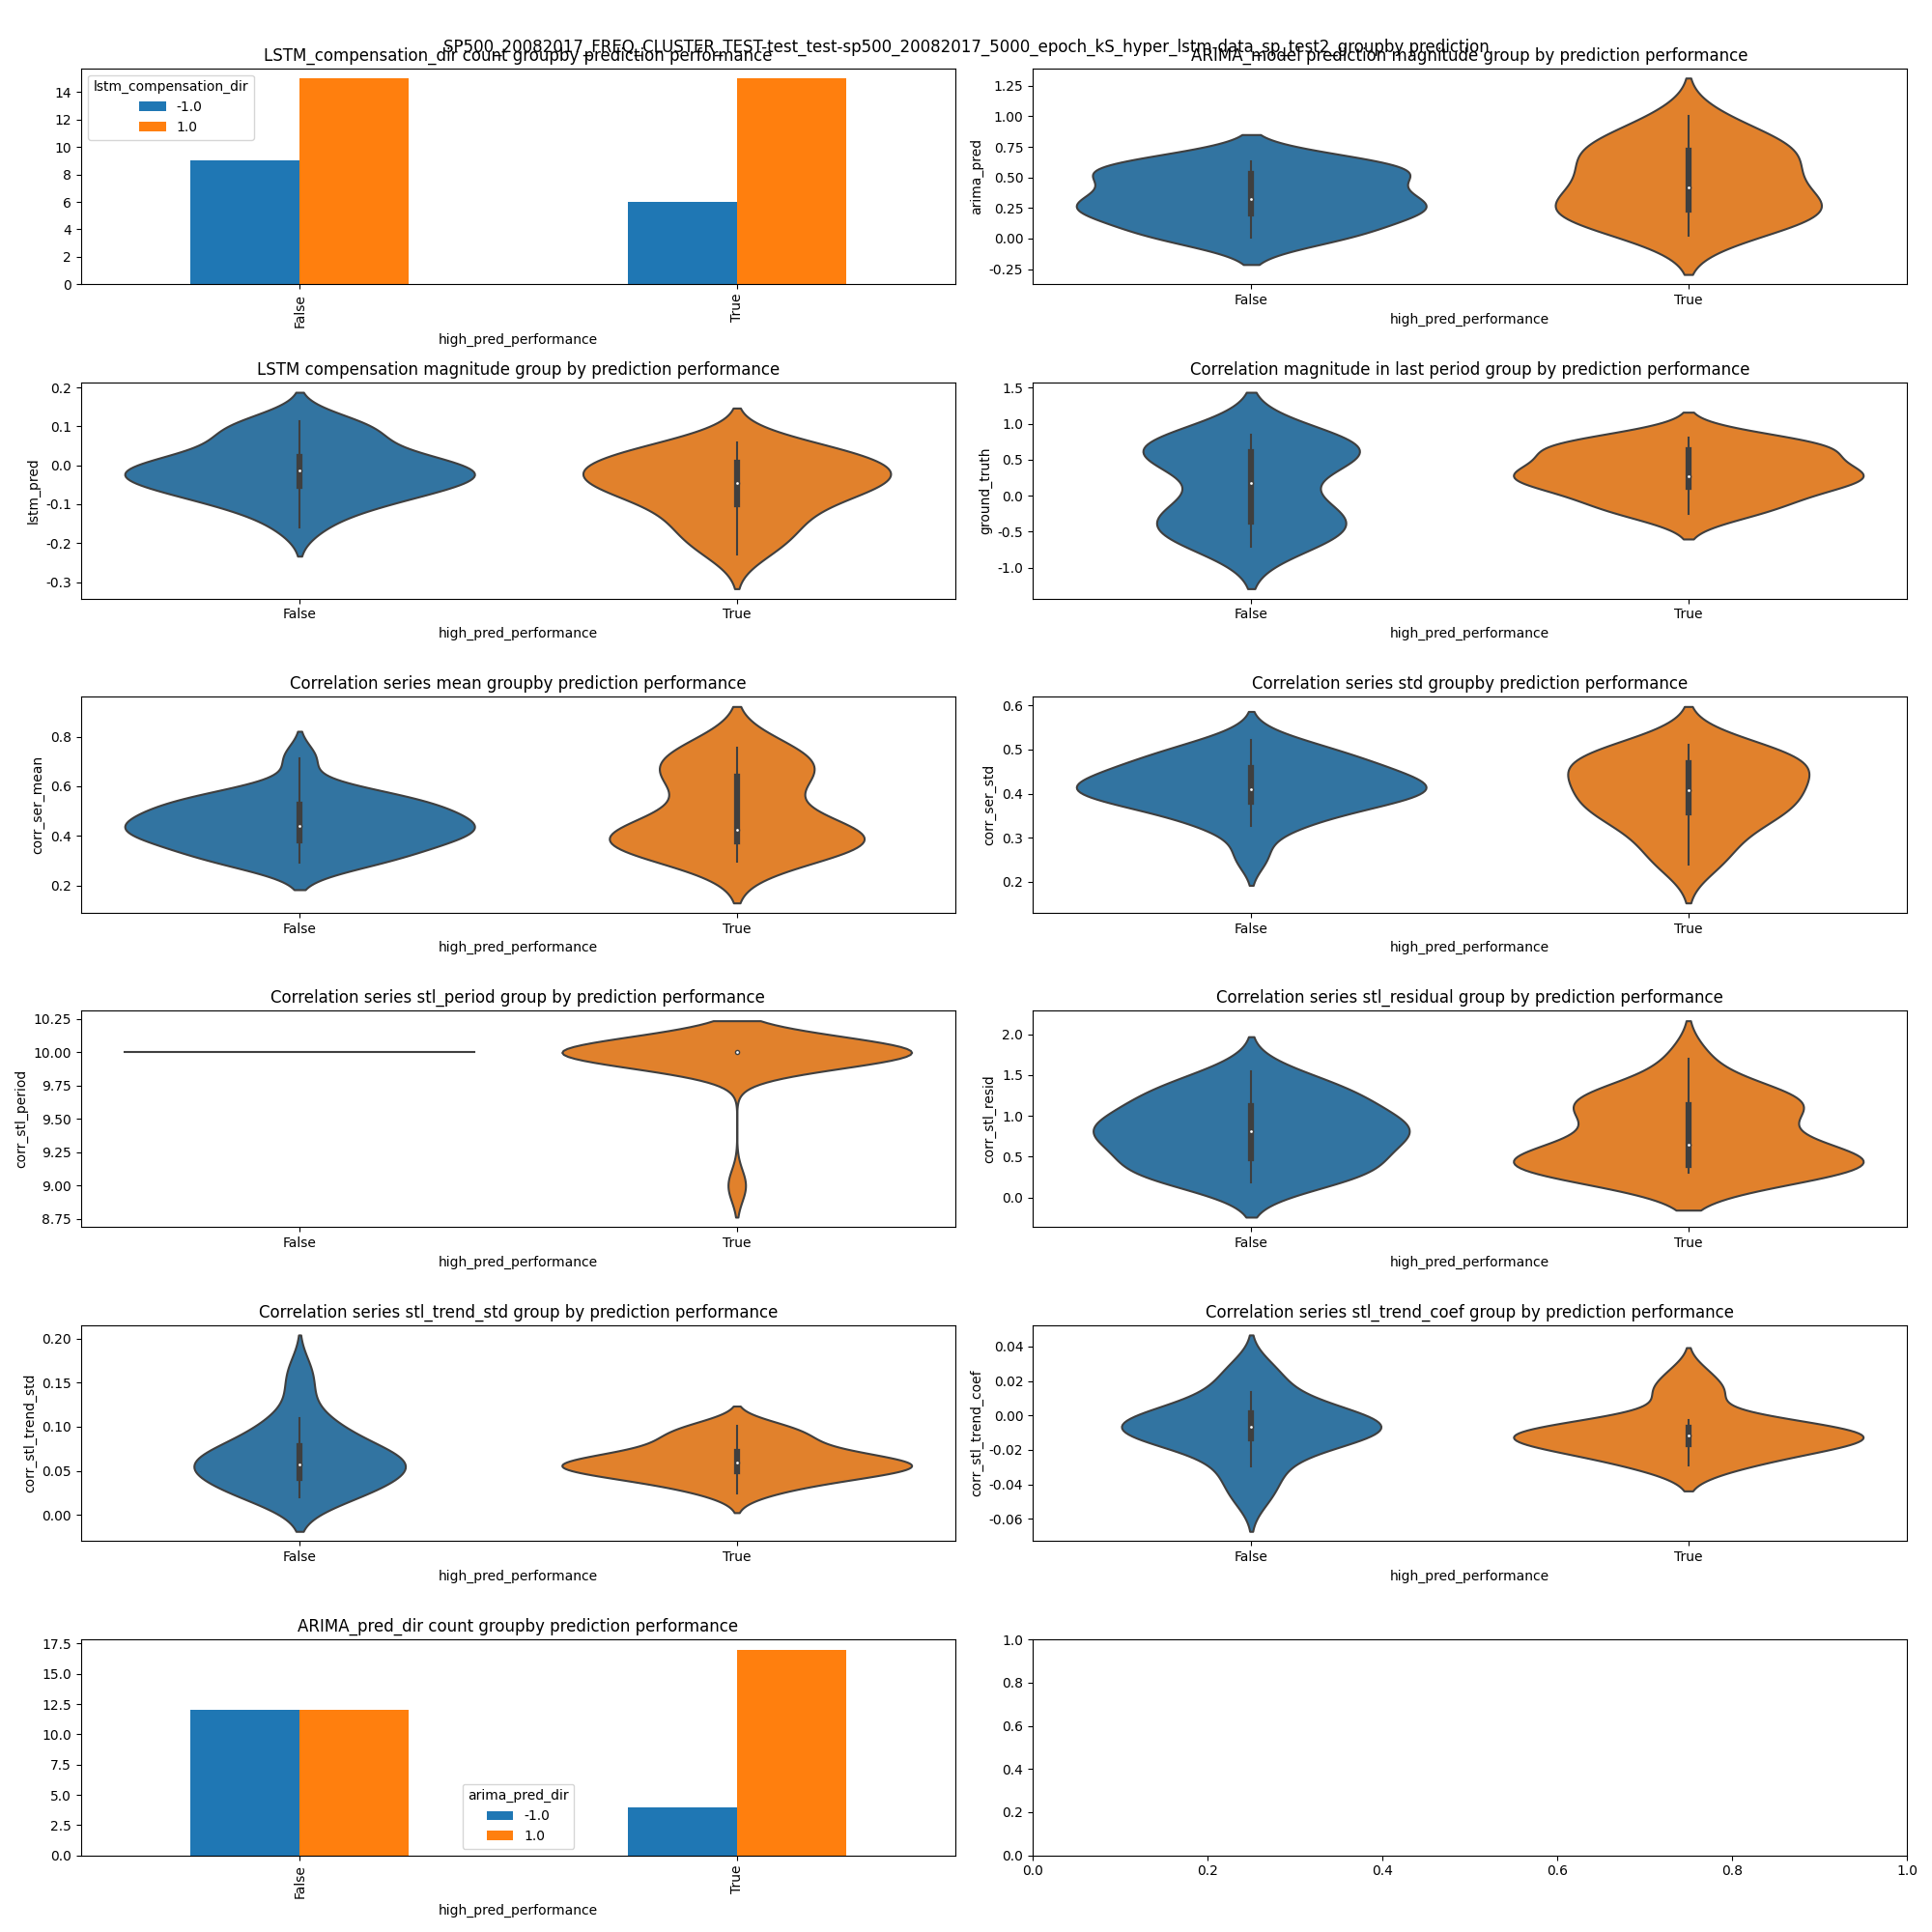 SP500_20082017_FREQ_CLUSTER_TEST-test_test-sp500_20082017_5000_epoch_kS_hyper_lstm-data_sp_test2_groupby prediction
LSTM_compensation_dir count groupby prediction performance
lstm_compensation_dir
-1.0
1.0
14
12
10
8
6
4
2
0
False
True
high_pred_performance
ARIMA_model prediction magnitude group by prediction performance
arima_pred
1.25
1.00
0.75
0.50
0.25
0.00
-0.25
False
True
high_pred_performance
LSTM compensation magnitude group by prediction performance
lstm_pred
0.2
0.1
0.0
-0.1
-0.2
-0.3
False
True
high_pred_performance
Correlation magnitude in last period group by prediction performance
ground_truth
1.5
1.0
0.5
0.0
-0.5
-1.0
False
True
high_pred_performance
Correlation series mean groupby prediction performance
corr_ser_mean
0.8
0.6
0.4
0.2
False
True
high_pred_performance
Correlation series std groupby prediction performance
corr_ser_std
0.6
0.5
0.4
0.3
0.2
False
True
high_pred_performance
Correlation series stl_period group by prediction performance
corr_stl_period
10.25
10.00
9.75
9.50
9.25
9.00
8.75
False
True
high_pred_performance
Correlation series stl_residual group by prediction performance
corr_stl_resid
2.0
1.5
1.0
0.5
0.0
False
True
high_pred_performance
Correlation series stl_trend_std group by prediction performance
corr_stl_trend_std
0.20
0.15
0.10
0.05
0.00
False
True
high_pred_performance
Correlation series stl_trend_coef group by prediction performance
corr_stl_trend_coef
0.04
0.02
0.00
-0.02
-0.04
-0.06
False
True
high_pred_performance
ARIMA_pred_dir count groupby prediction performance
17.5
15.0
12.5
10.0
7.5
5.0
2.5
0.0
arima_pred_dir
-1.0
1.0
False
True
high_pred_performance
1.0
0.8
0.6
0.4
0.2
0.0
0.0
0.2
0.4
0.6
0.8
1.0